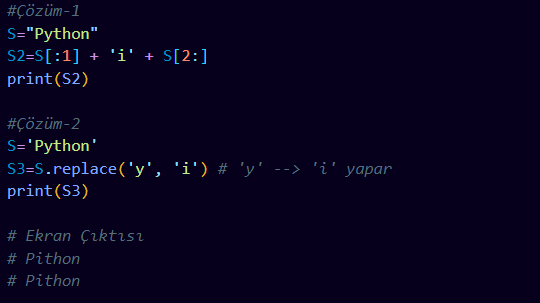 #Çözüm-1
S="Python"
S2=S[:1] + 'i' + S[2:]
print(S2)
#Çözüm-2
S='Python'
S3=S.replace('y', 'i') # 'y' --> 'i' yapar
print(S3)
# Ekran Çıktısı
# Pithon
# Pithon